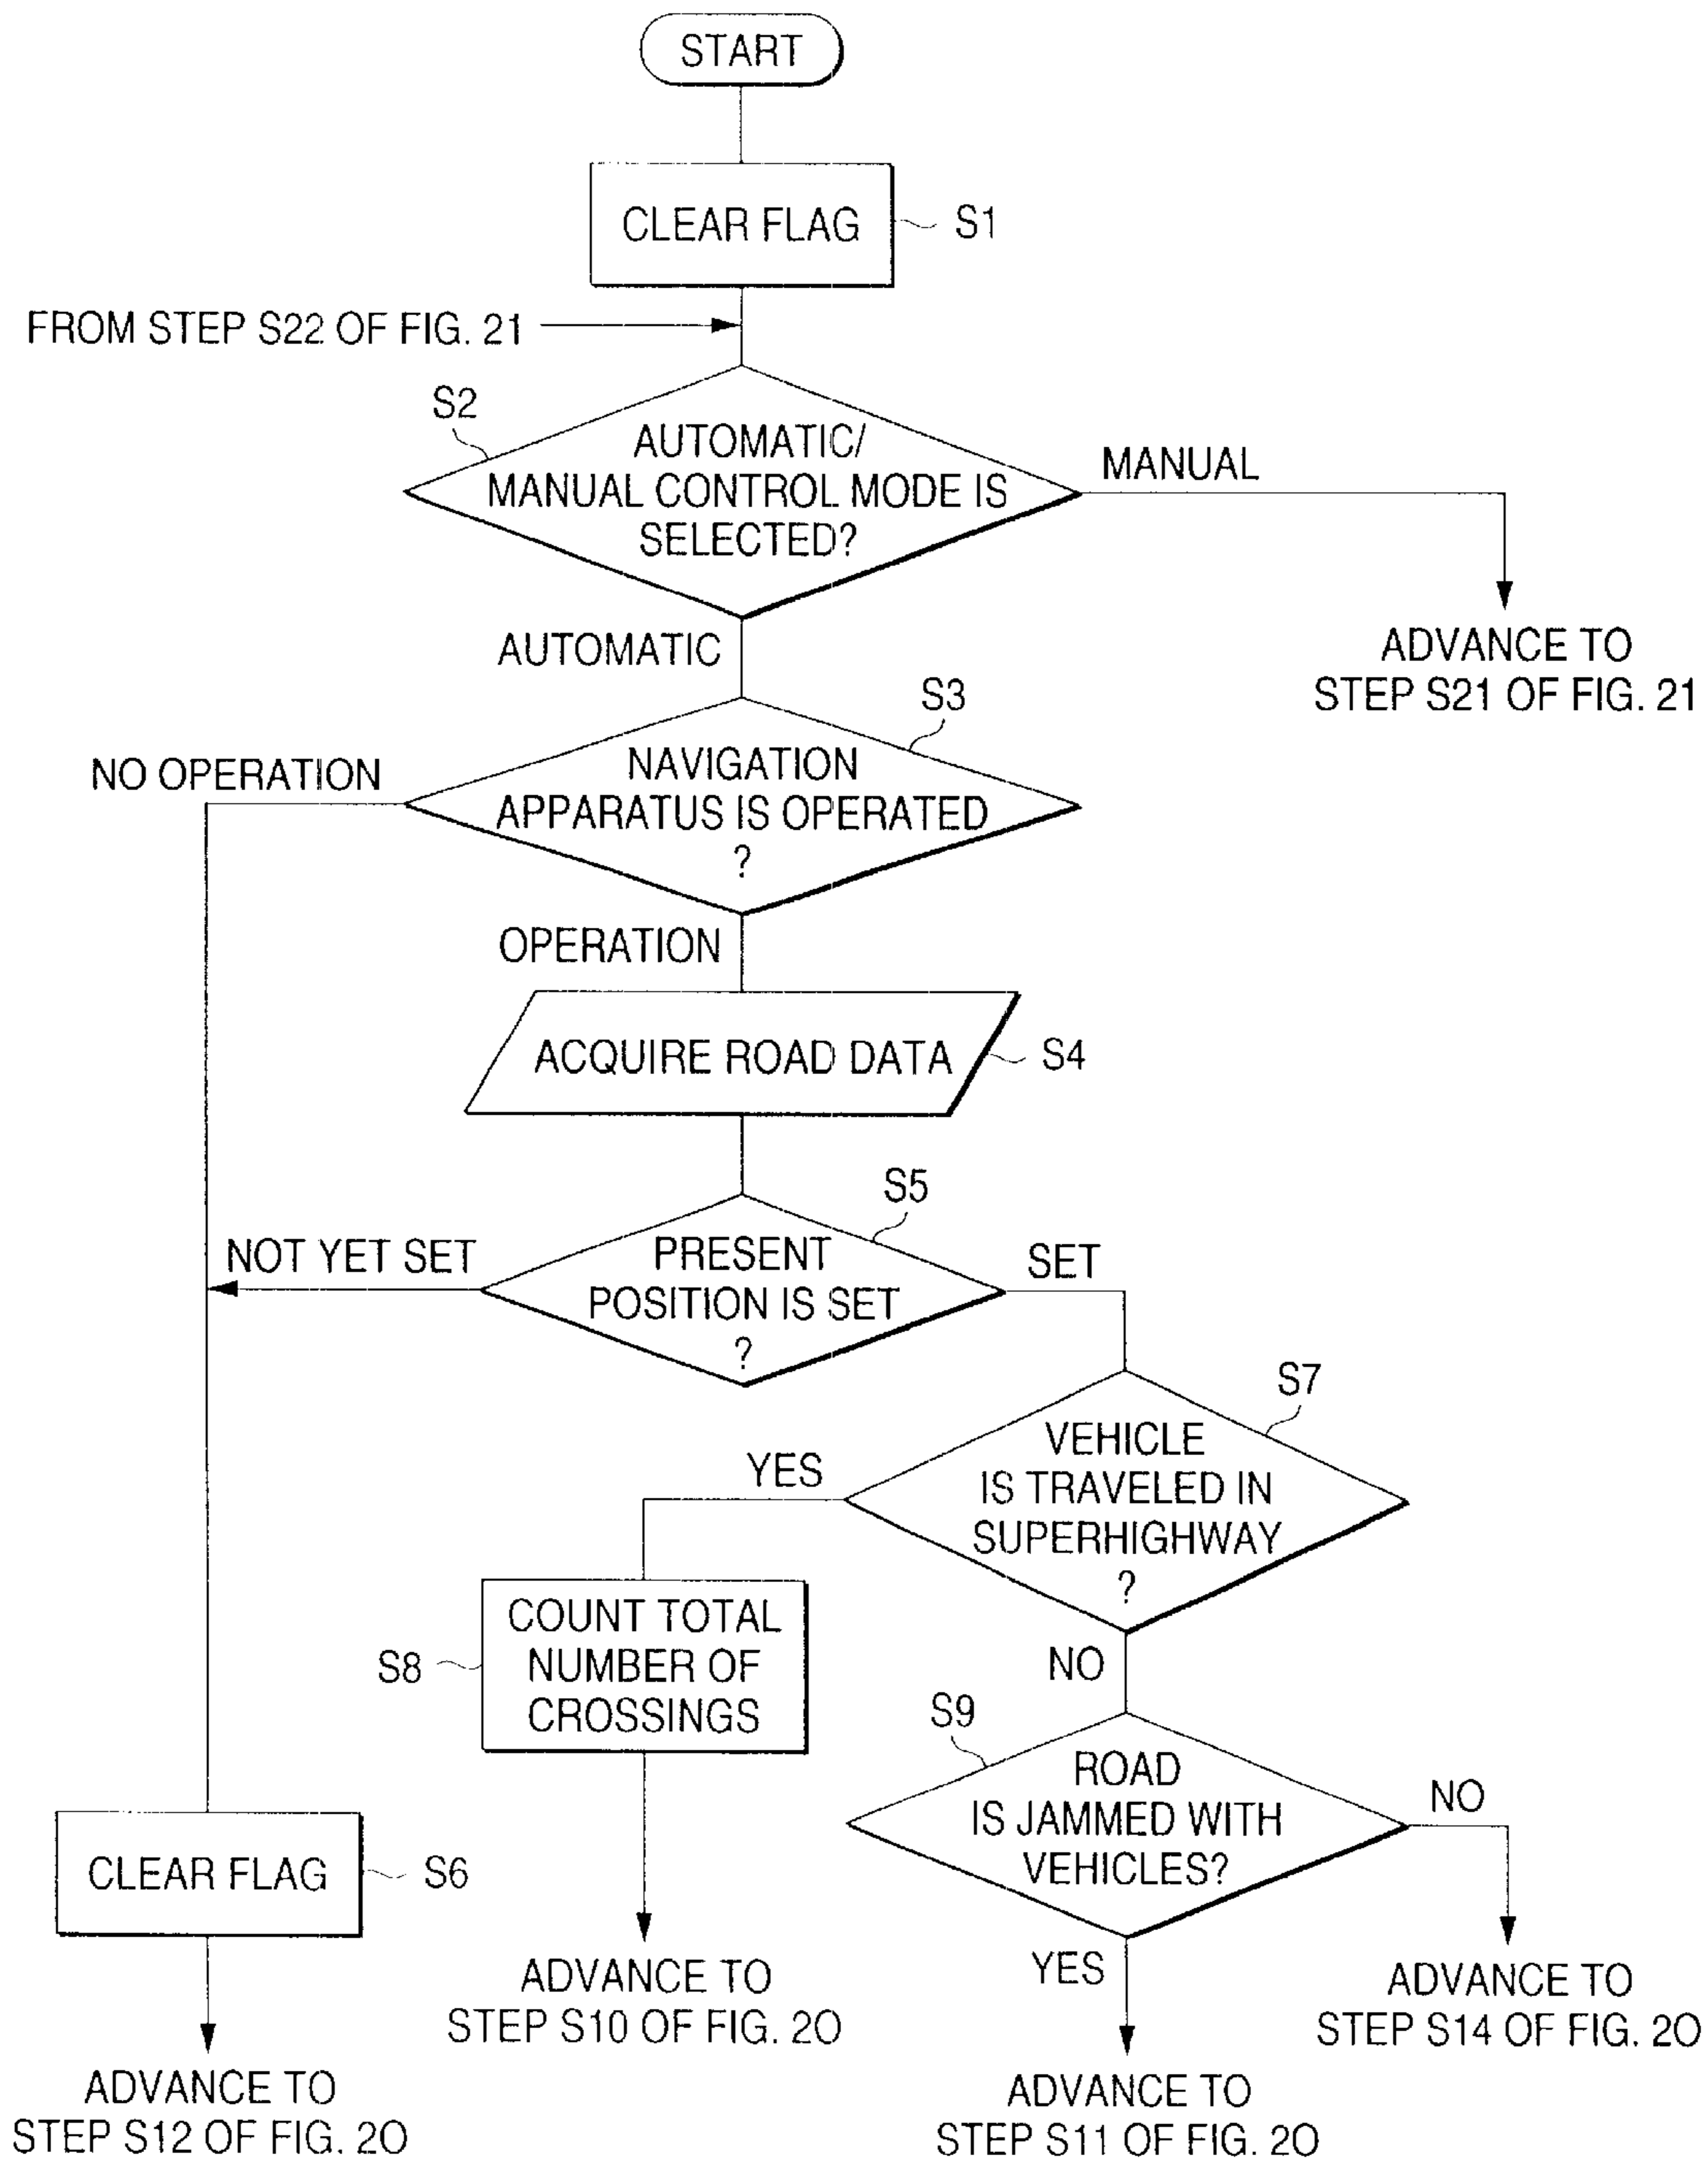 START
CLEAR FLAG
S1
FROM STEP S22 OF FIG. 21
S2
AUTOMATIC/
MANUAL CONTROL MODE IS
SELECTED?
MANUAL
ADVANCE TO
STEP S21 OF FIG. 21
AUTOMATIC
S3
NO OPERATION
NAVIGATION
APPARATUS IS OPERATED
?
OPERATION
ACQUIRE ROAD DATA
S4
S5
NOT YET SET
PRESENT
POSITION IS SET
?
SET
S7
YES
VEHICLE
IS TRAVELED IN
SUPERHIGHWAY
?
S8
COUNT TOTAL
NUMBER OF
CROSSINGS
NO
S9
ROAD
IS JAMMED WITH
VEHICLES?
NO
CLEAR FLAG
S6
YES
ADVANCE TO
STEP S10 OF FIG. 20
ADVANCE TO
STEP S14 OF FIG. 20
ADVANCE TO
STEP S12 OF FIG. 20
ADVANCE TO
STEP S11 OF FIG. 20